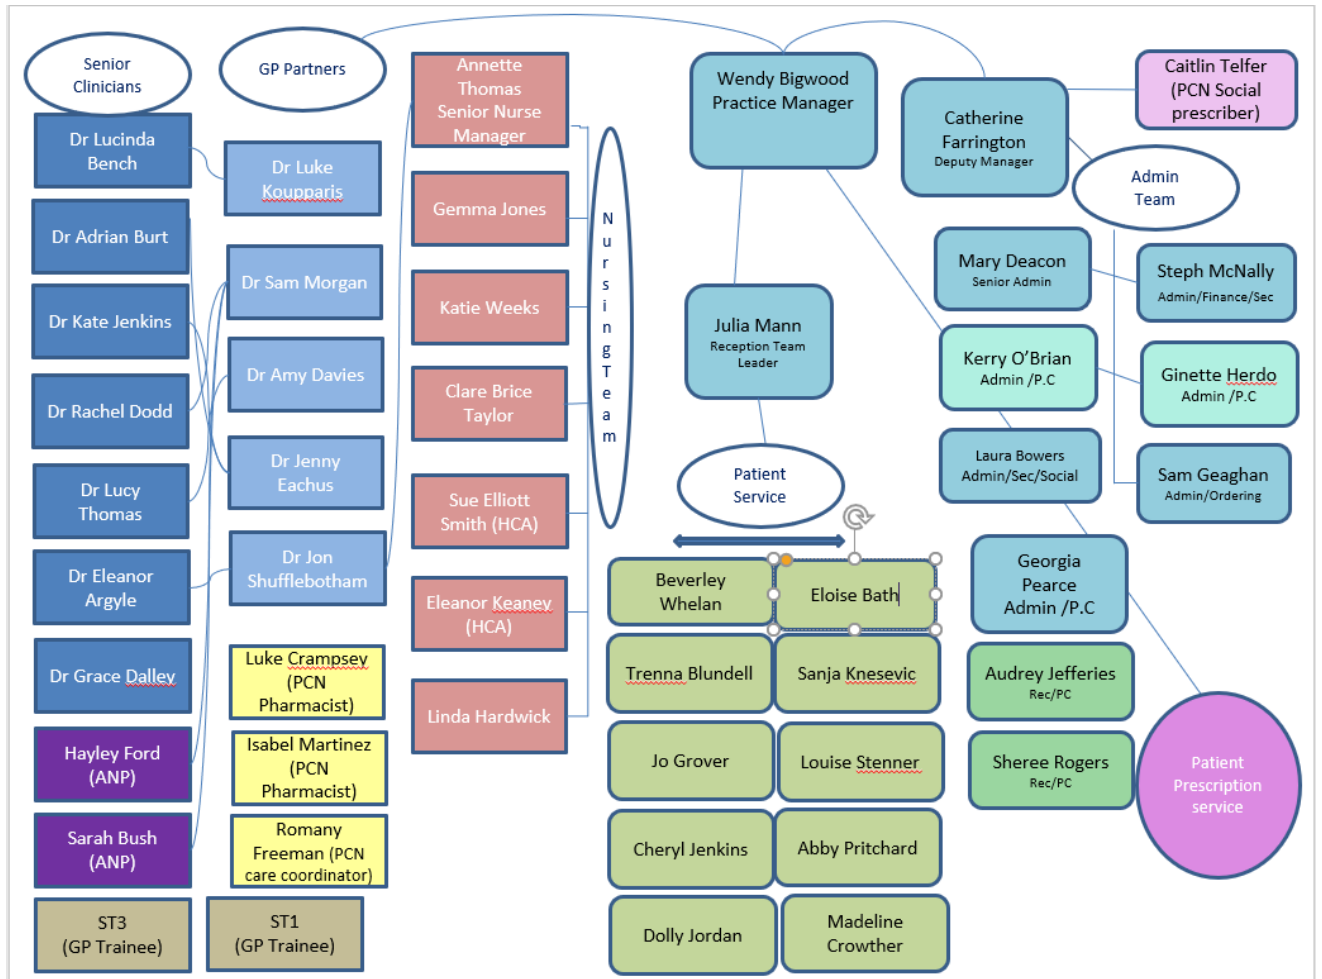 Senior
Clinicians
Dr Lucinda
Bench
Dr Adrian Burt
Dr Kate Jenkins
Dr Rachel Dodd
Dr Lucy
Thomas
Dr Eleanor
Argyle
Dr Grace Dalley
Hayley Ford
(ANP)
Sarah Bush
(ANP)
ST3
(GP Trainee)
GP Partners
Dr Luke
Koupparis
Dr Sam Morgan
Dr Amy Davies
Dr Jenny
Eachus
Dr Jon
Shufflebotham
Luke Crampsey
(PCN
Pharmacist)
Isabel Martinez
(PCN
Pharmacist)
Romany
Freeman (PCN
care coordinator)
ST1
(GP Trainee)
Annette
Thomas
Senior Nurse
Manager
Gemma Jones
Katie Weeks
Clare Brice
Taylor
Sue Elliott
Smith (HCA)
Eleanor Keaney
(HCA)
Linda Hardwick
Nursing Team
Wendy Bigwood
Practice Manager
Julia Mann
Reception Team
Leader
Patient
Service
Beverley
Whelan
Eloise Bath
Trenna Blundell
Sanja Knesevic
Jo Grover
Louise Stenner
Cheryl Jenkins
Abby Pritchard
Dolly Jordan
Madeline
Crowther
Catherine
Farrington
Deputy Manager
Caitlin Telfer
(PCN Social
prescriber)
Admin
Team
Mary Deacon
Senior Admin
Steph McNally
Admin/Finance/Sec
Kerry O’Brian
Admin /P.C
Ginette Herdo
Admin /P.C
Laura Bowers
Admin/Sec/Social
Sam Geaghan
Admin/Ordering
Georgia
Pearce
Admin /P.C
Audrey Jefferies
Rec/PC
Sheree Rogers
Rec/PC
Patient
Prescription
service